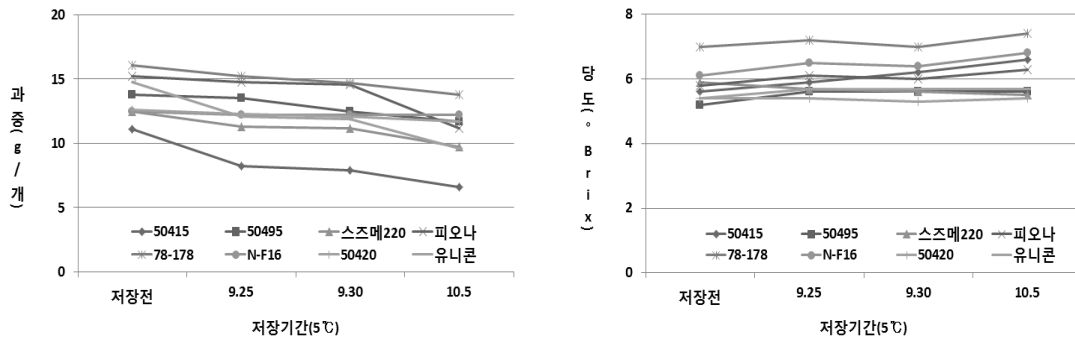 20
15
10
5
0
과중(g/개)
50415 50495 스즈메220 피오나
78-178 N-F16 50420 유니콘
저장전 9.25 9.30 10.5
저장기간(5℃)
8
6
4
2
0
당도(°Brix)
50415 50495 스즈메220 피오나
78-178 N-F16 50420 유니콘
저장전 9.25 9.30 10.5
저장기간(5℃)